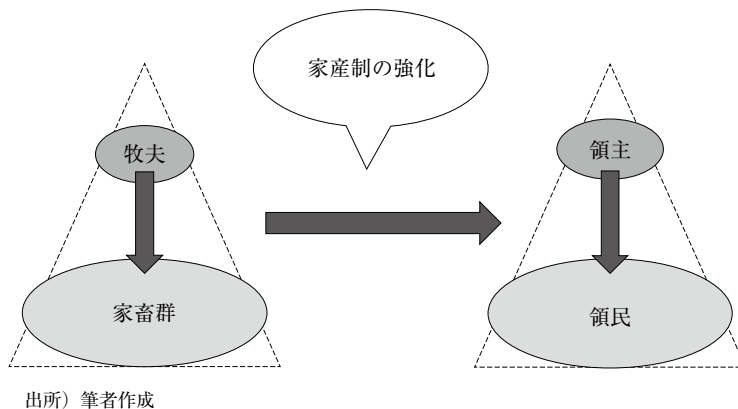 家産制の強化
牧夫
領主
家畜群
領民
出所）筆者作成